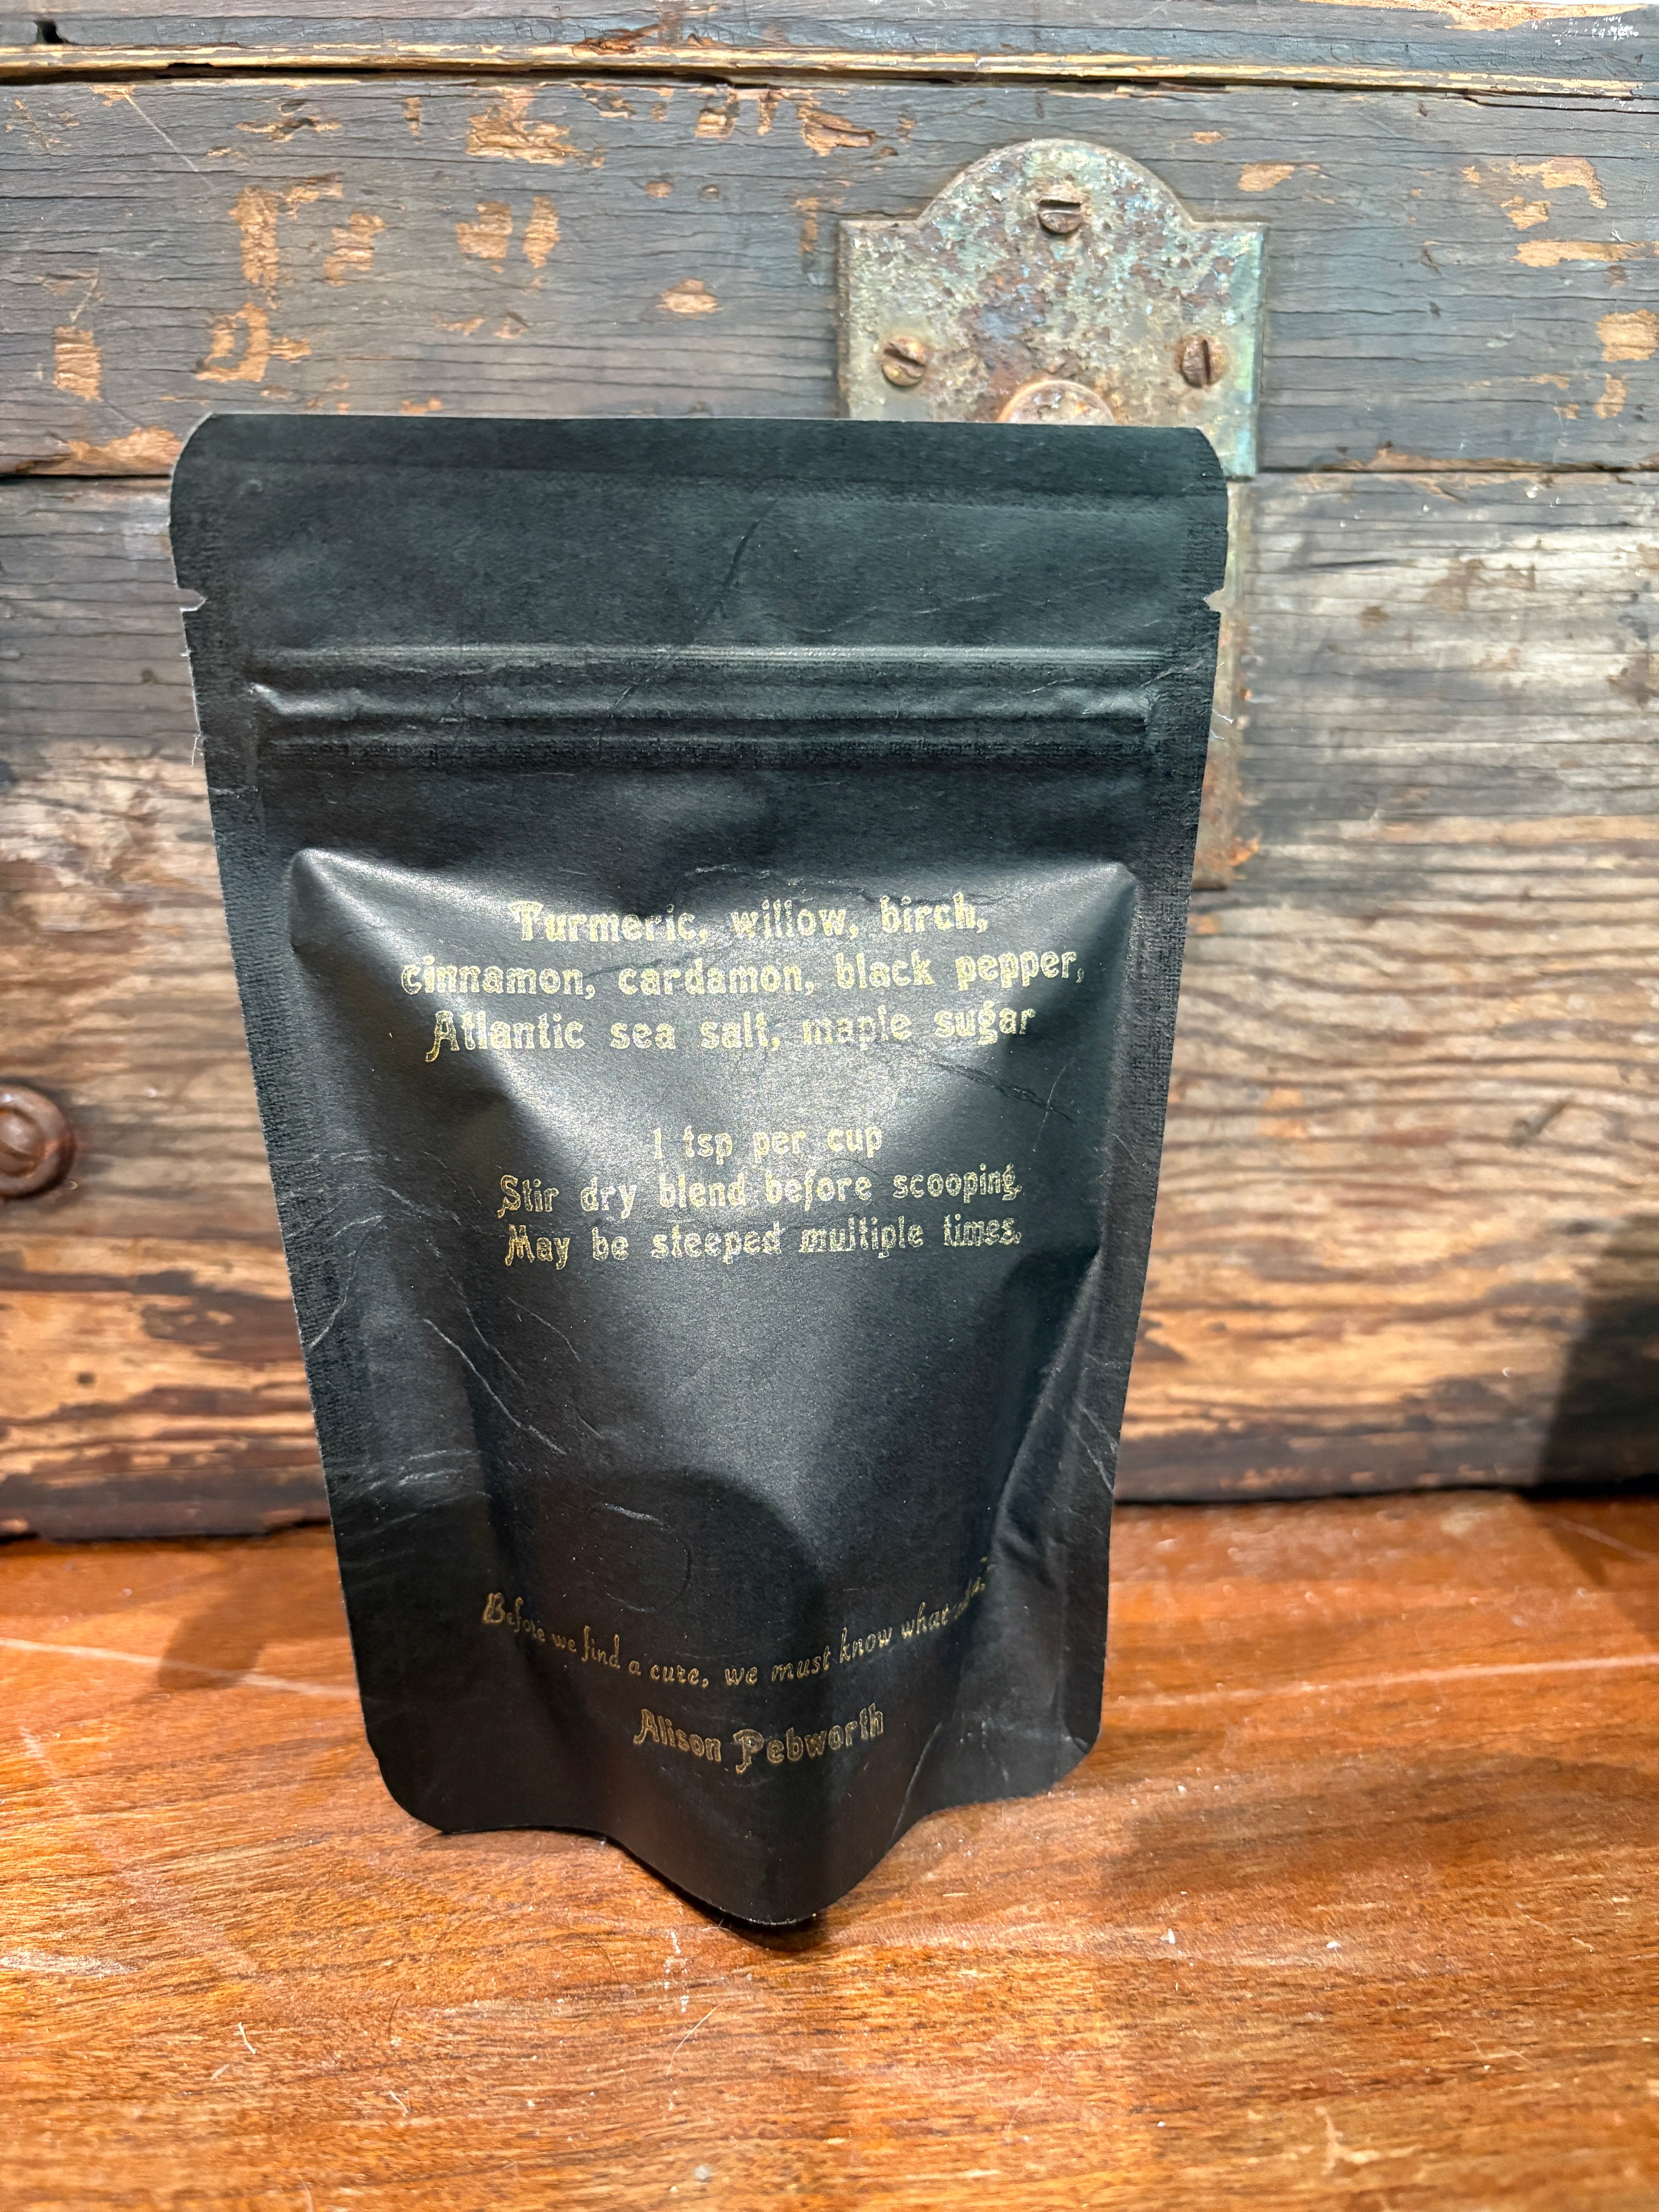 Turmeric, willow, birch,
cinnamon, cardamon, black pepper,
Atlantic sea salt, maple sugar
1 tsp per cup
Stir dry blend before scooping.
May be steeped multiple times.
Before we find a cure, we must know what
Alison Pebworth